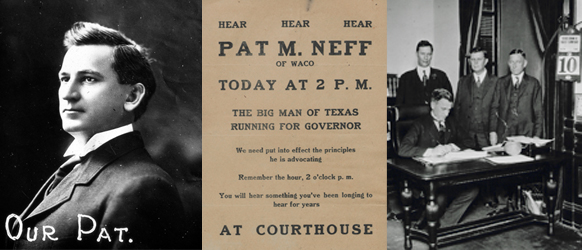 OUR PAT.
HEAR HEAR HEAR
PAT M. NEFF
OF WACO
TODAY AT 2 P. M.
THE BIG MAN OF TEXAS
RUNNING FOR GOVERNOR
We need put into effect the principles
he is advocating
Remember the hour, 2 o'clock p. m.
You will hear something you've been longing to
hear for years
AT COURTHOUSE
10